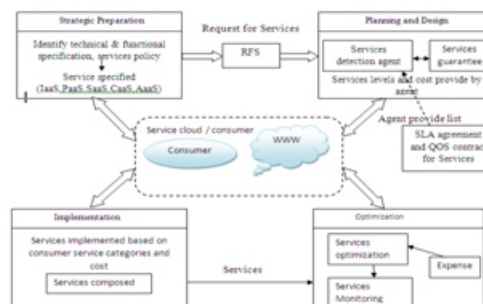 Strategic Preparation
Identify technical & functional
specification, services policy
Service specified
(IaaS,PaaS,SaaS,CaaS,AaaS)
Request for Services
RFS
Planning and Design
Services
detection agent
Services
guarantee
Services levels and cost provide by
agent
Agent provide list
SLA agreement
and QOS contract
for Services
Service cloud / consumer
Consumer
WWW
Implementation
Services implemented based on
consumer service categories and
cost
Services composed
Services
Optimization
Services
optimization
Expense
Services
Monitoring